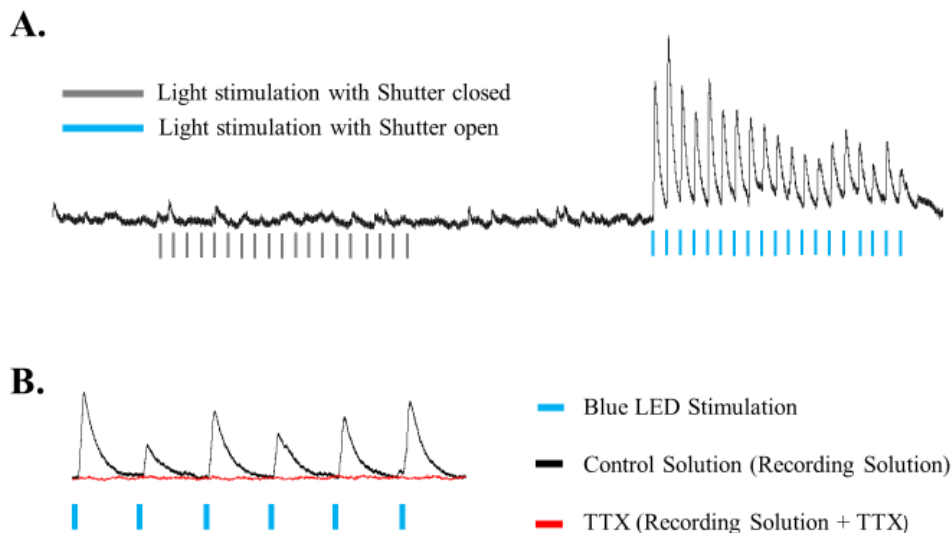 A.
Light stimulation with Shutter closed
Light stimulation with Shutter open
B.
Blue LED Stimulation
Control Solution (Recording Solution)
TTX (Recording Solution + TTX)